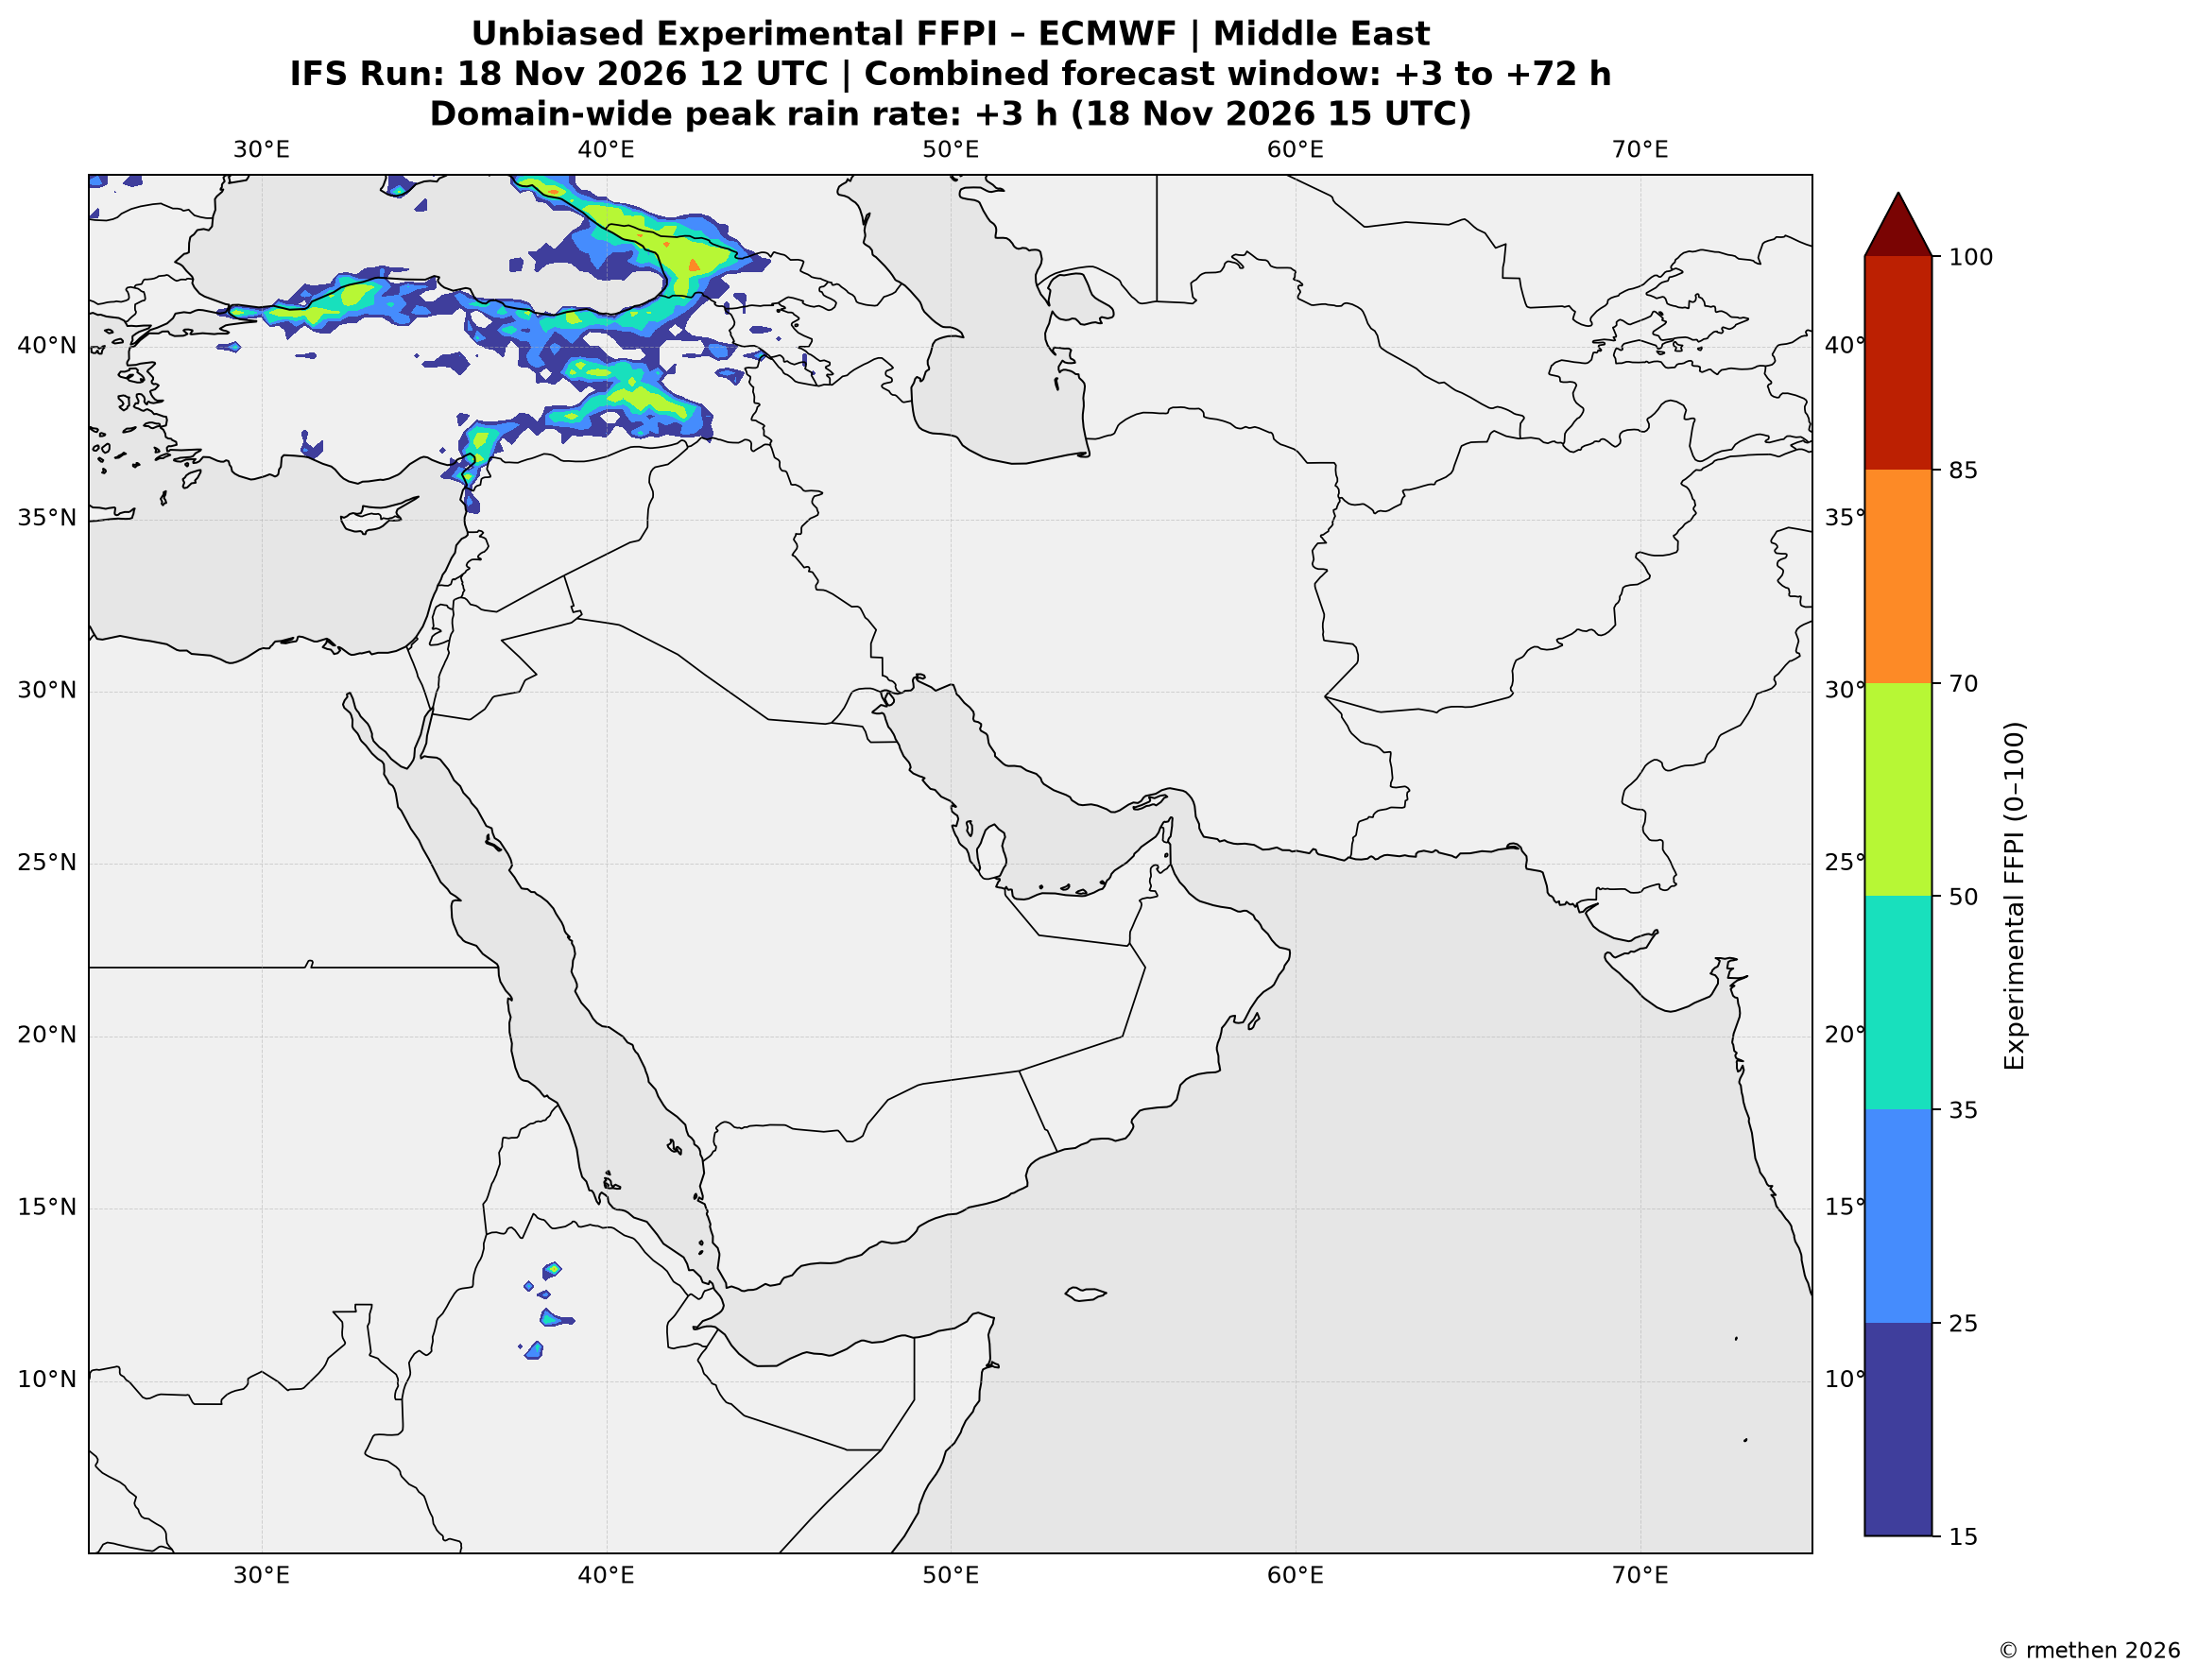 Unbiased Experimental FFPI – ECMWF | Middle East
IFS Run: 18 Nov 2026 12 UTC | Combined forecast window: +3 to +72 h
Domain-wide peak rain rate: +3 h (18 Nov 2026 15 UTC)
30°E 40°E 50°E 60°E 70°E
40°N 40°
35°N 35°
30°N 30°
25°N 25°
20°N 20°
15°N 15°
10°N 10°
30°E 40°E 50°E 60°E 70°E
100
85
70
50
35
25
15
Experimental FFPI (0–100)
© rmethen 2026